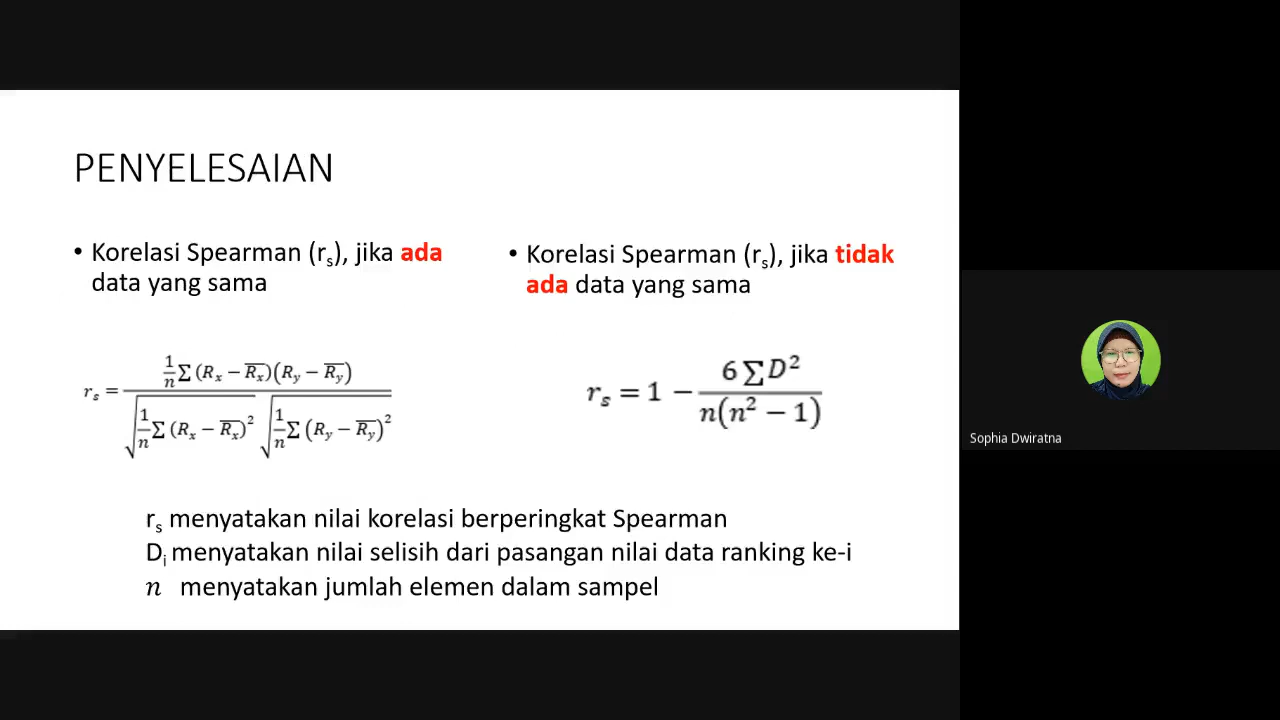 PENYELESAIAN
• Korelasi Spearman (rₛ), jika ada
data yang sama
• Korelasi Spearman (rₛ), jika tidak
ada data yang sama
rₛ = (1/n ∑ (Rₓ − R̅ₓ)(Rᵧ − R̅ᵧ)) / (√(1/n ∑ (Rₓ − R̅ₓ)²) √(1/n ∑ (Rᵧ − R̅ᵧ)²))
rₛ = 1 − (6 ∑D²) / (n(n² − 1))
rₛ menyatakan nilai korelasi berperingkat Spearman
Dᵢ menyatakan nilai selisih dari pasangan nilai data ranking ke-i
n menyatakan jumlah elemen dalam sampel
Sophia Dwiratna